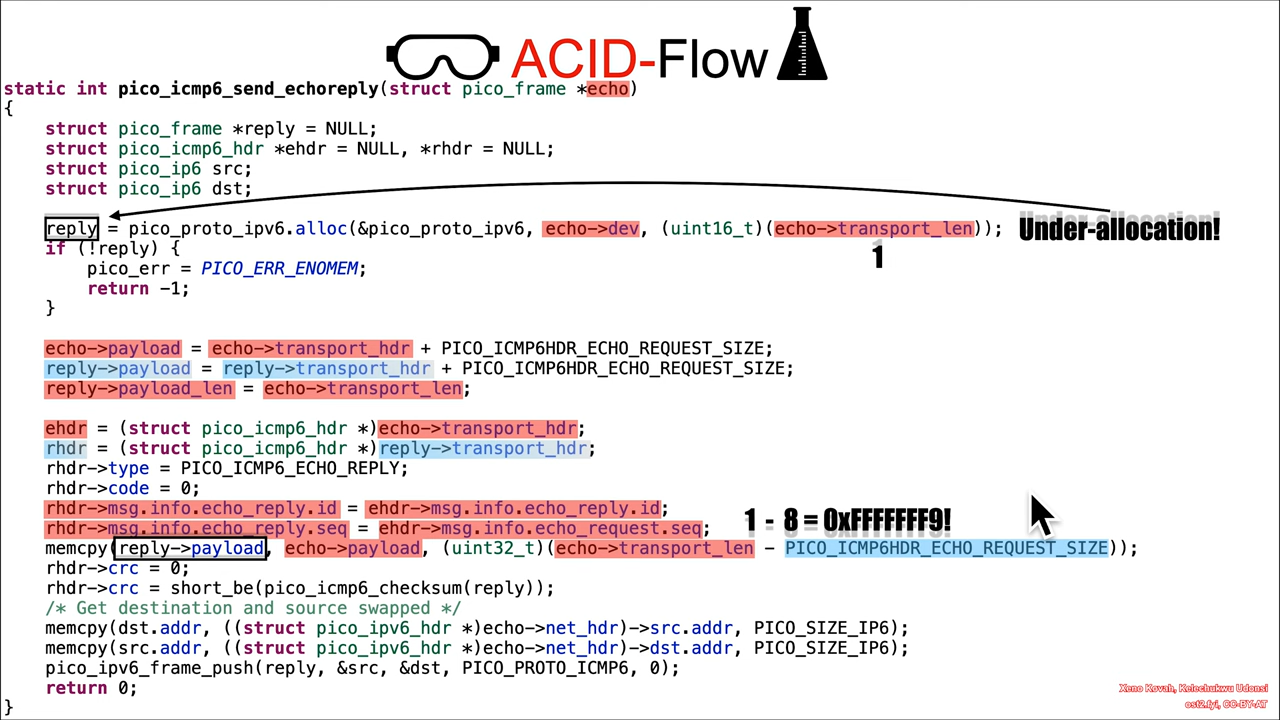 ACID-Flow
static int pico_icmp6_send_echoreply(struct pico_frame *echo)
{
    struct pico_frame *reply = NULL;
    struct pico_icmp6_hdr *ehdr = NULL, *rhdr = NULL;
    struct pico_ip6 src;
    struct pico_ip6 dst;
    reply = pico_proto_ipv6.alloc(&pico_proto_ipv6, echo->dev, (uint16_t)(echo->transport_len)); Under-allocation!
1
    if (!reply) {
        pico_err = PICO_ERR_ENOMEM;
        return -1;
    }
    echo->payload = echo->transport_hdr + PICO_ICMP6HDR_ECHO_REQUEST_SIZE;
    reply->payload = reply->transport_hdr + PICO_ICMP6HDR_ECHO_REQUEST_SIZE;
    reply->payload_len = echo->transport_len;
    ehdr = (struct pico_icmp6_hdr *)echo->transport_hdr;
    rhdr = (struct pico_icmp6_hdr *)reply->transport_hdr;
    rhdr->type = PICO_ICMP6_ECHO_REPLY;
    rhdr->code = 0;
    rhdr->msg.info.echo_reply.id = ehdr->msg.info.echo_reply.id;
    rhdr->msg.info.echo_reply.seq = ehdr->msg.info.echo_request.seq;
1 - 8 = 0xFFFFFFF9!
    memcpy(reply->payload, echo->payload, (uint32_t)(echo->transport_len - PICO_ICMP6HDR_ECHO_REQUEST_SIZE));
    rhdr->crc = 0;
    rhdr->crc = short_be(pico_icmp6_checksum(reply));
    /* Get destination and source swapped */
    memcpy(dst.addr, ((struct pico_ipv6_hdr *)echo->net_hdr)->src.addr, PICO_SIZE_IP6);
    memcpy(src.addr, ((struct pico_ipv6_hdr *)echo->net_hdr)->dst.addr, PICO_SIZE_IP6);
    pico_ipv6_frame_push(reply, &src, &dst, PICO_PROTO_ICMP6, 0);
    return 0;
}
Xeno Kovah, Kelechukwu Udonsi
ost2.fyi, CC-BY-AT